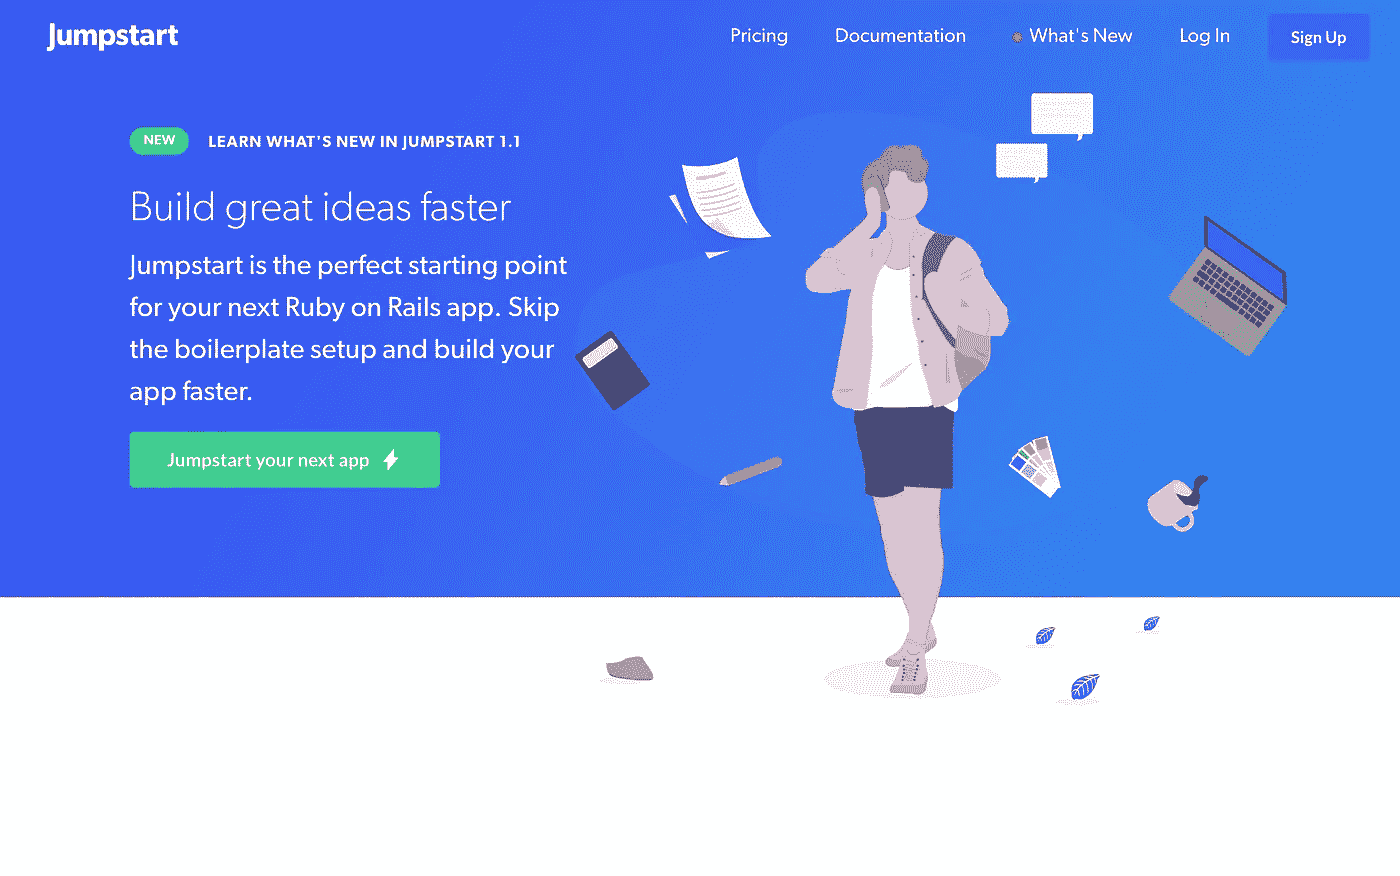 Jumpstart
Pricing Documentation What's New Log In Sign Up
NEW LEARN WHAT'S NEW IN JUMPSTART 1.1
Build great ideas faster
Jumpstart is the perfect starting point
for your next Ruby on Rails app. Skip
the boilerplate setup and build your
app faster.
Jumpstart your next app